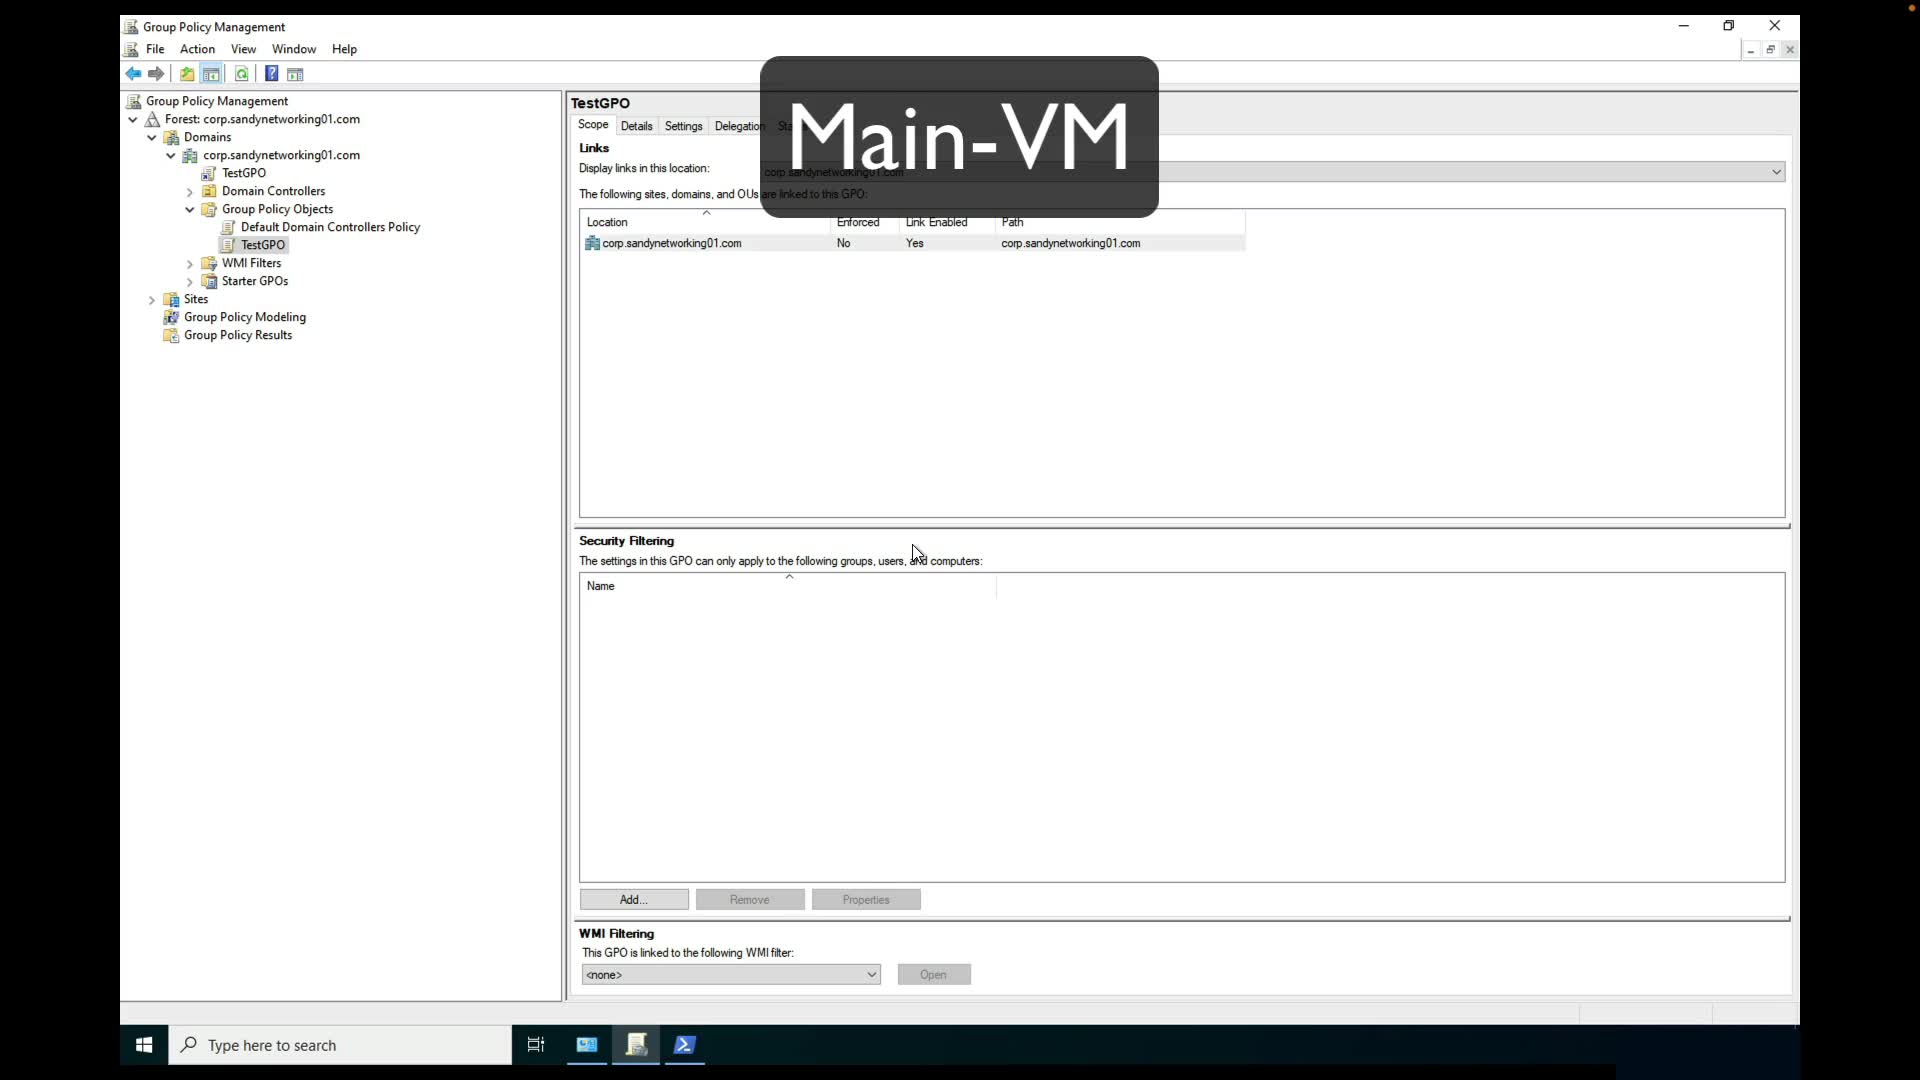 Group Policy Management
File Action View Window Help
Group Policy Management
Forest: corp.sandynetworking01.com
Domains
corp.sandynetworking01.com
TestGPO
Domain Controllers
Group Policy Objects
Default Domain Controllers Policy
TestGPO
WMI Filters
Starter GPOs
Sites
Group Policy Modeling
Group Policy Results
TestGPO
Scope Details Settings Delegation
Main-VM
Links
Display links in this location:
corp.sandynetworking01.com
The following sites, domains, and OUs are linked to this GPO:
Location Enforced Link Enabled Path
corp.sandynetworking01.com No Yes corp.sandynetworking01.com
Security Filtering
The settings in this GPO can only apply to the following groups, users, and computers:
Name
Add... Remove Properties
WMI Filtering
This GPO is linked to the following WMI filter:
<none> Open
Type here to search